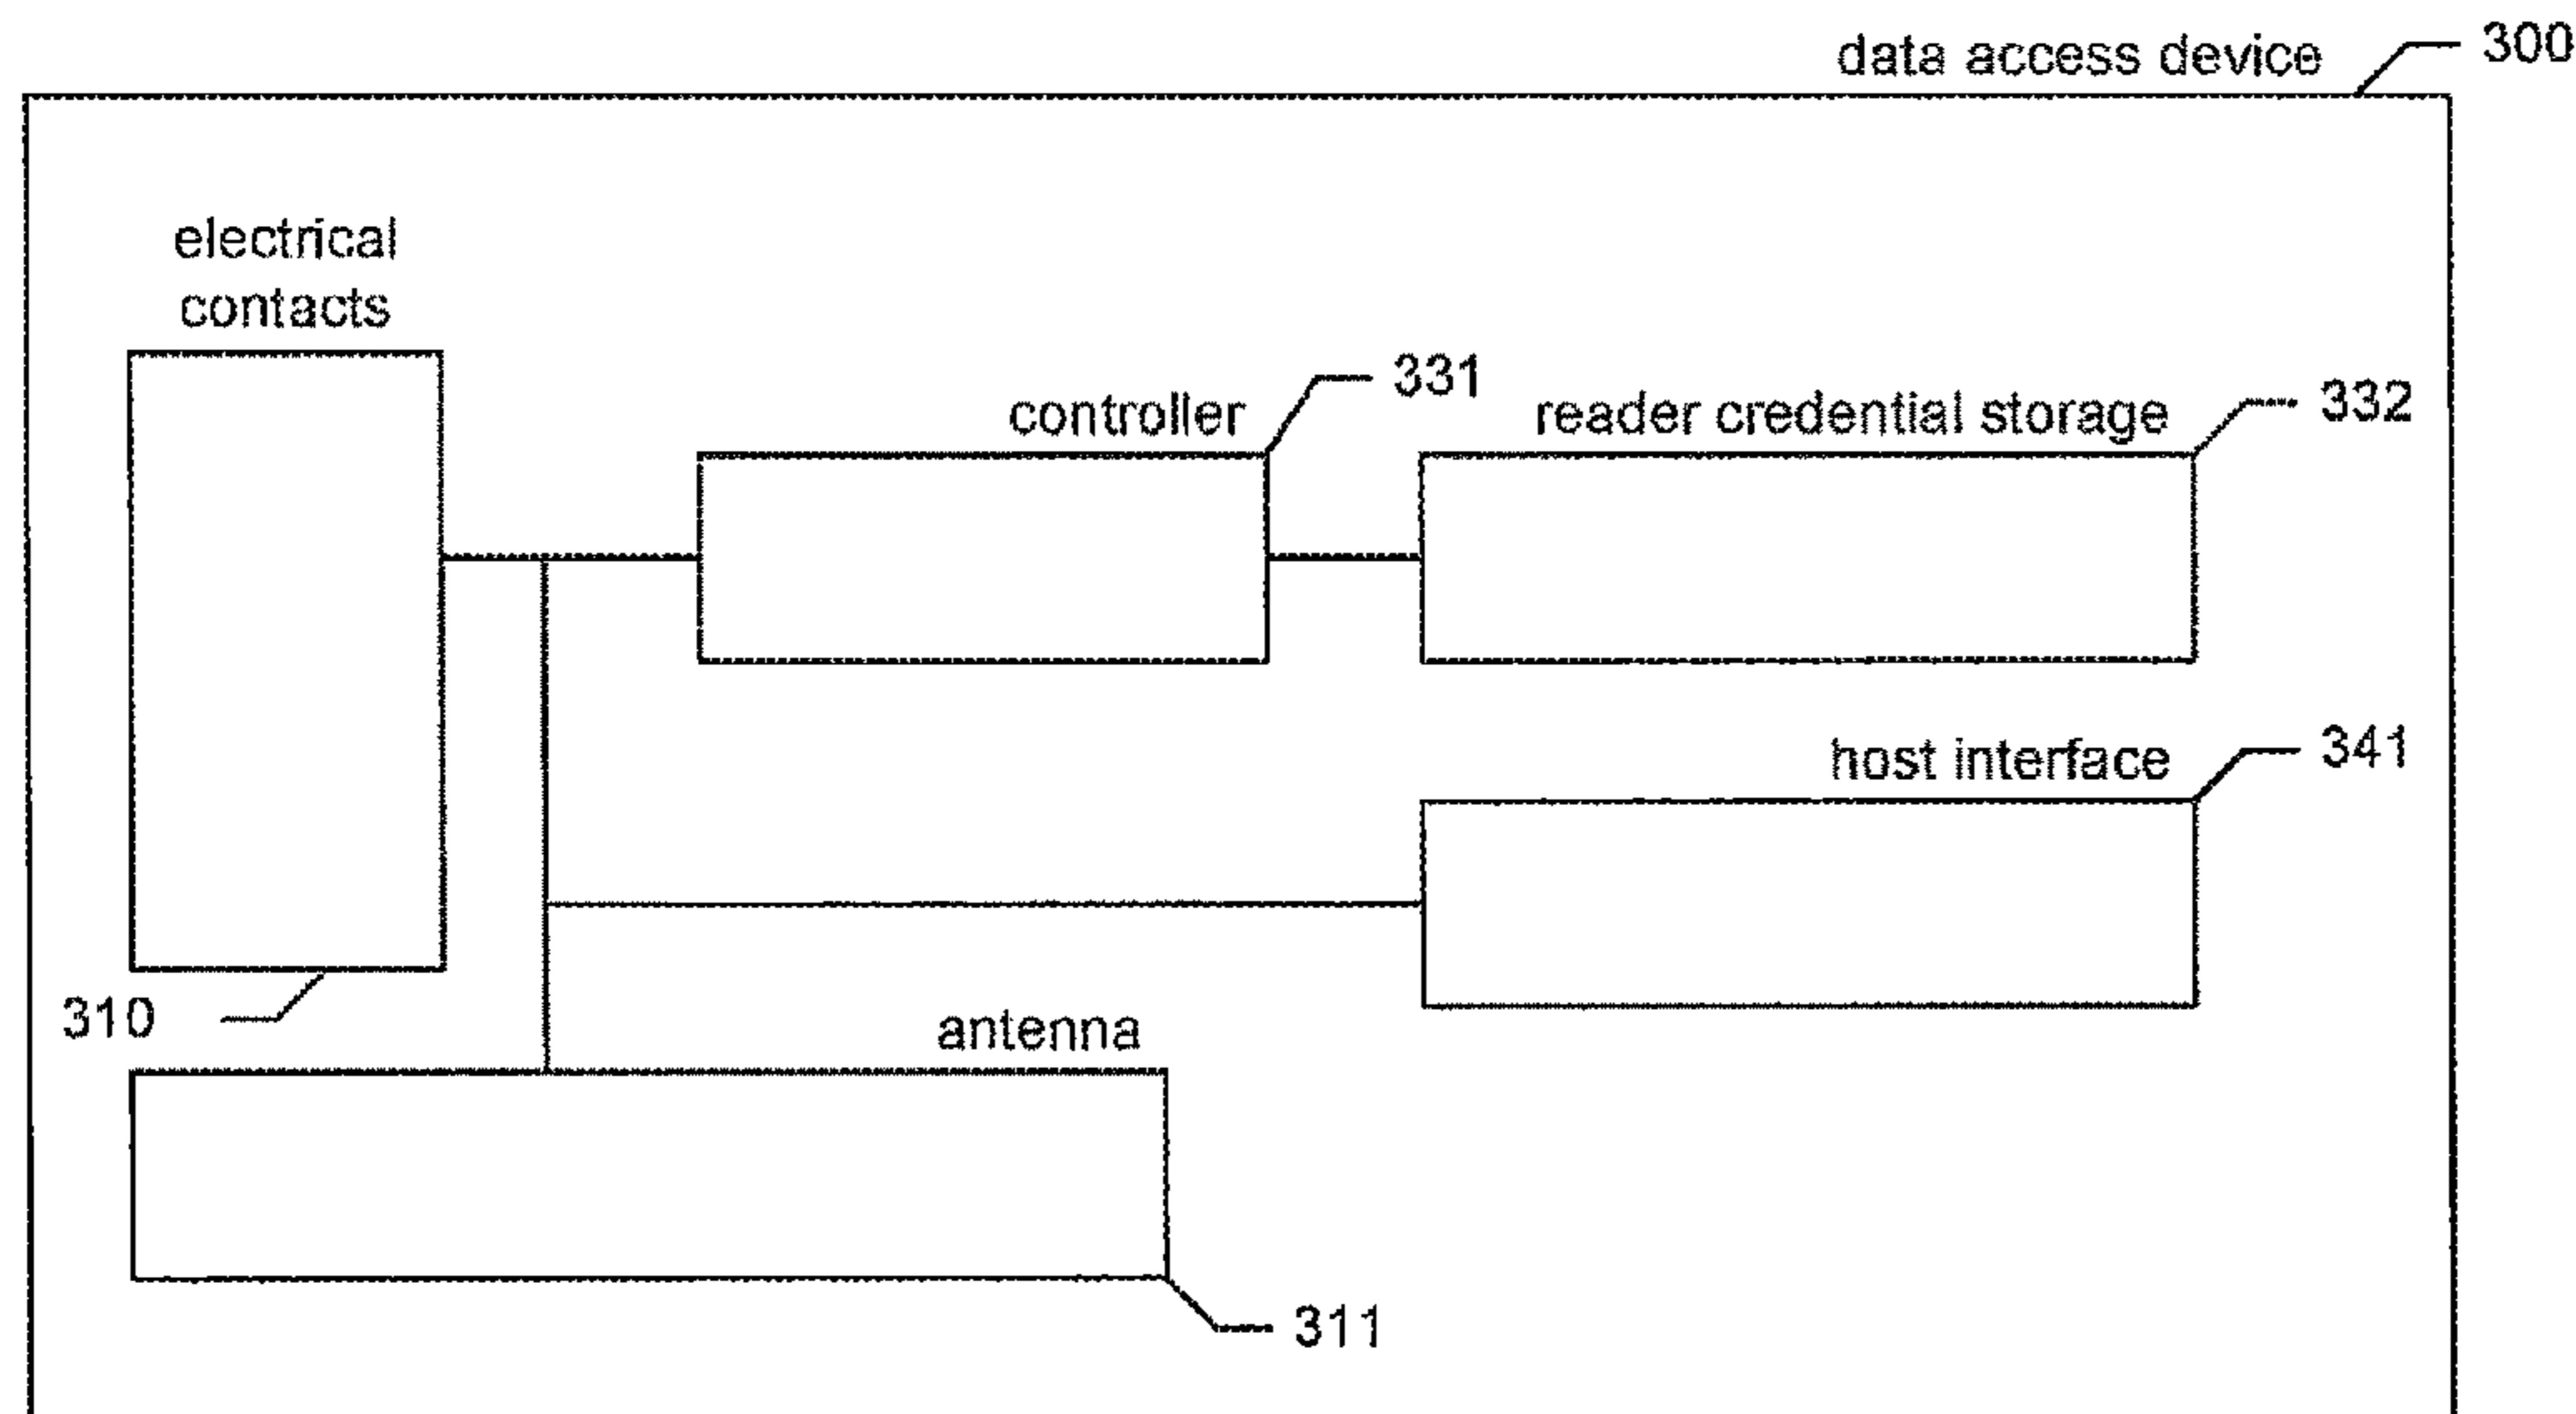 data access device
300
electrical
contacts
controller
331
reader credential storage
332
host interface
341
310
antenna
311